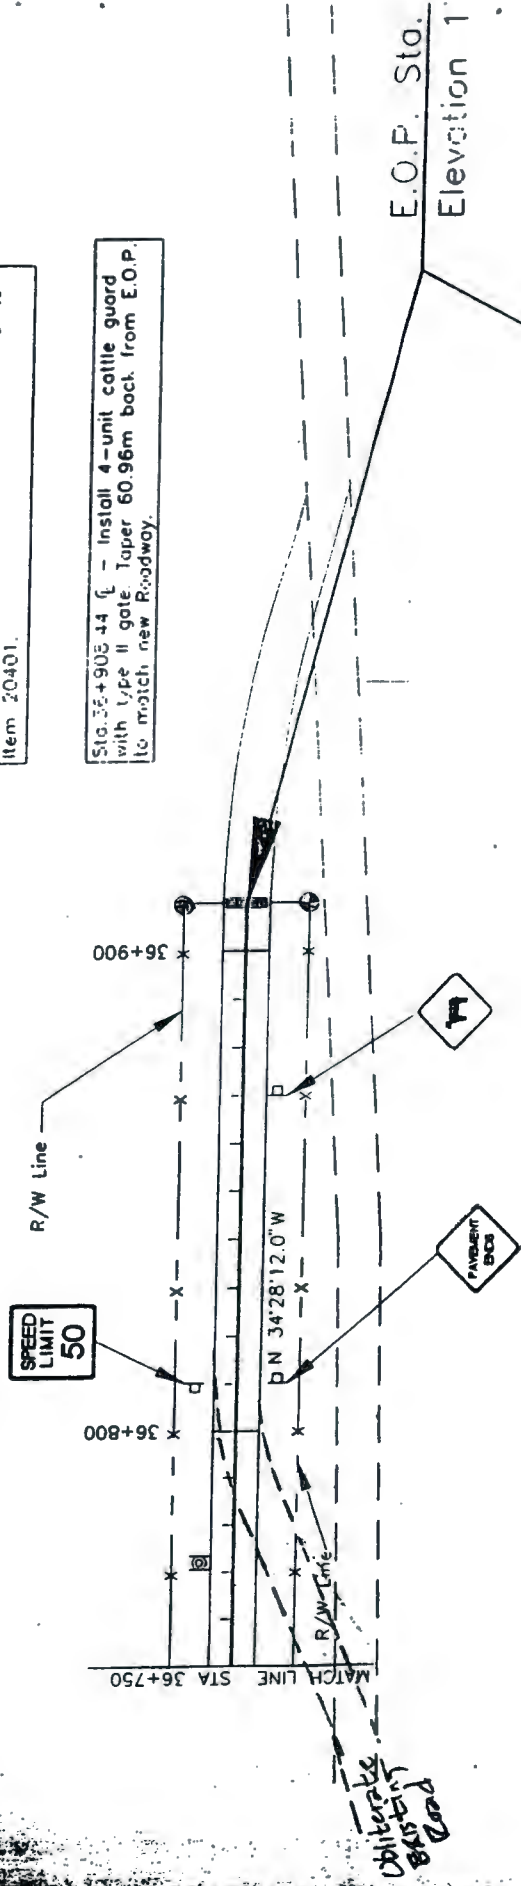 Item 20401.
Sta.36+908.44 ℄ - Install 4-unit cattle guard
with type II gate. Taper 60.96m back from E.O.P.
to match new Roadway.
E.O.P. Sta.
Elevation 1
R/W Line
36+900
SPEED
LIMIT
50
36+800
N 34°28'12.0"W
PAVEMENT
ENDS
R/W Line
MATCH LINE STA 36+750
Obliterate
Existing
Road